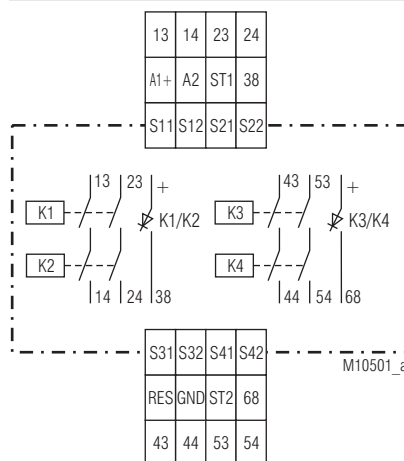 13 14 23 24
A1+ A2 ST1 38
S11 S12 S21 S22
13 23 + 43 53 +
K1 K1/K2 K3 K3/K4
K2 K4
14 24 38 44 54 68
S31 S32 S41 S42
M10501_a
RES GND ST2 68
43 44 53 54